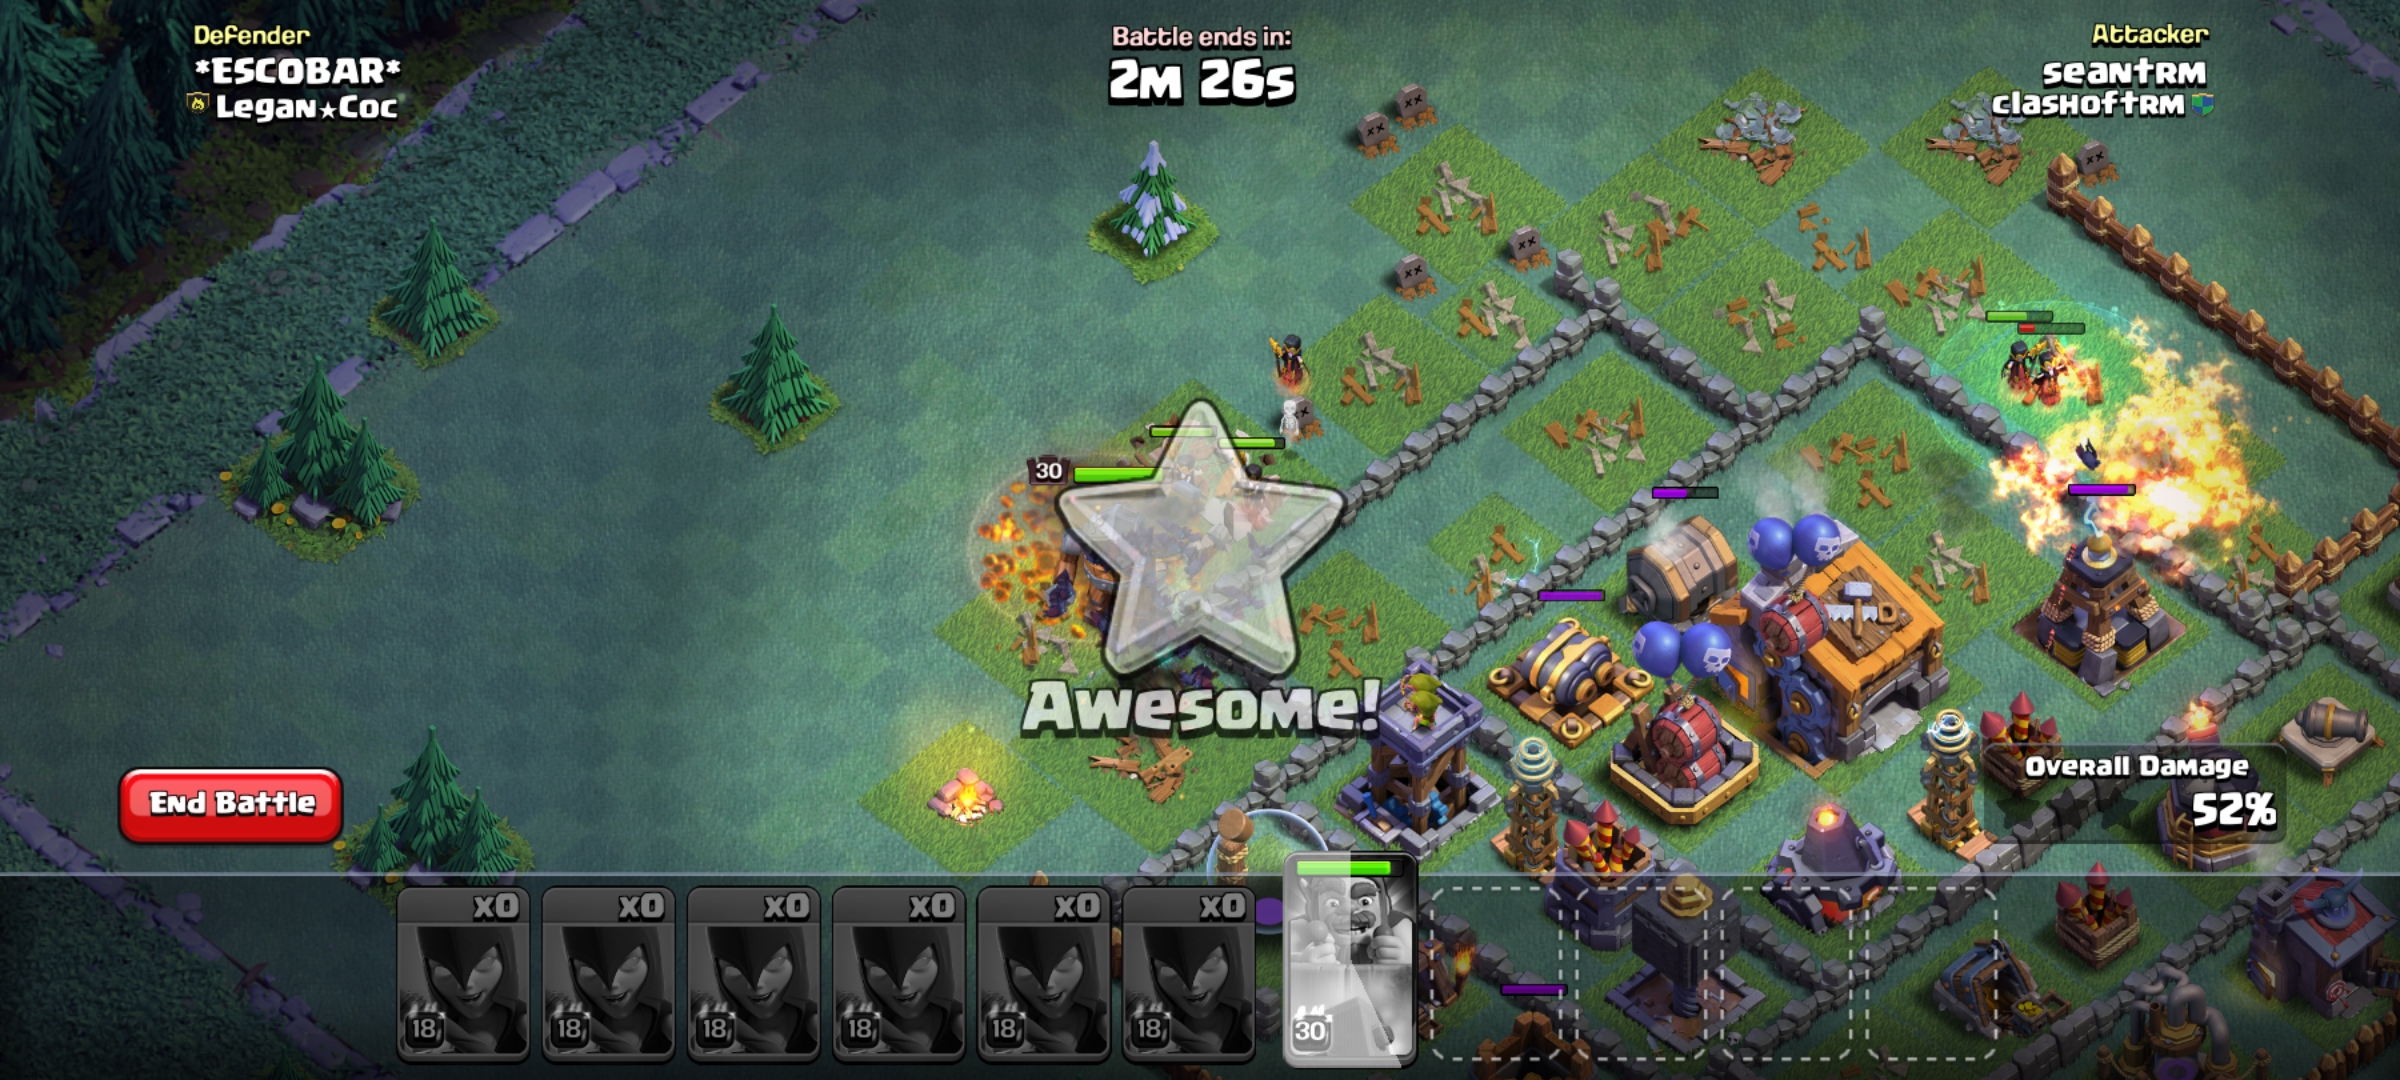 Defender
*ESCOBAR*
Legan★Coc
Battle ends in:
2M 26s
Attacker
seantrm
clashoftrm
30
Awesome!
End Battle
Overall Damage
52%
x0
x0
x0
x0
x0
x0
18
18
18
18
18
18
30